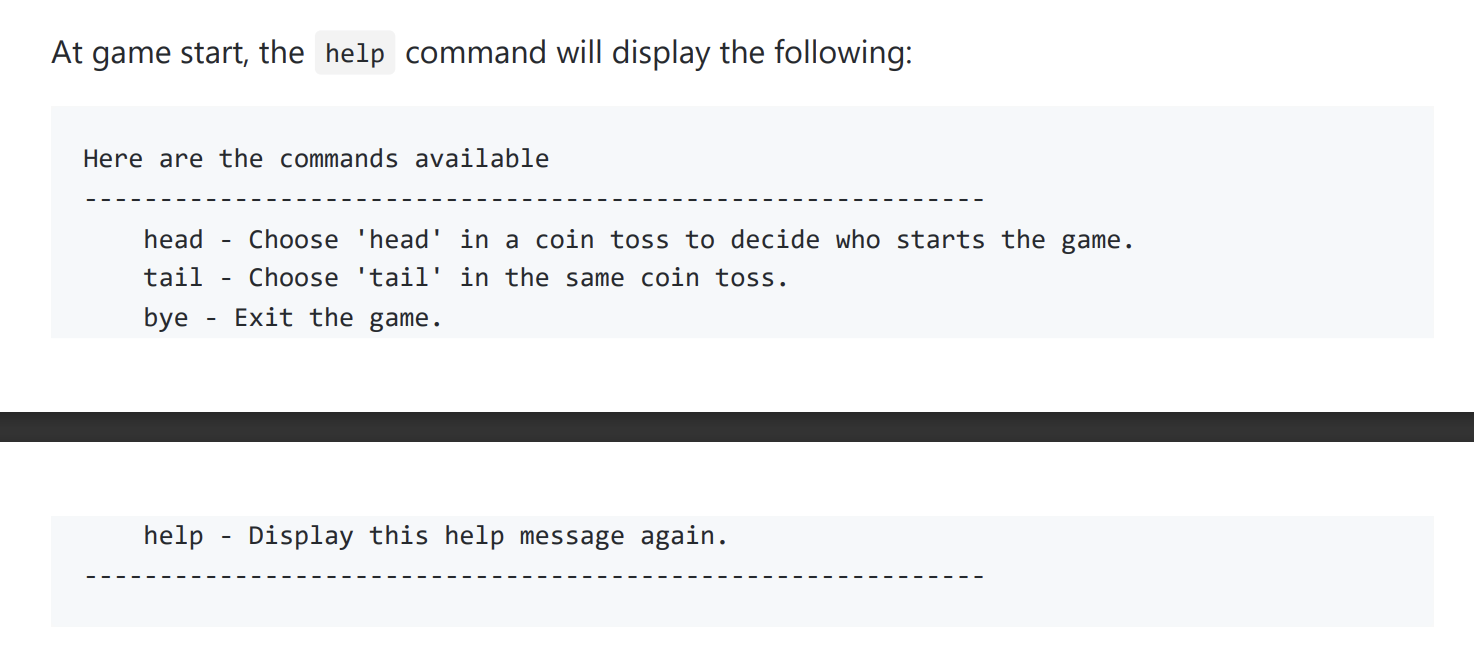 At game start, the help command will display the following:
Here are the commands available
------------------------------------------------------------
    head - Choose 'head' in a coin toss to decide who starts the game.
    tail - Choose 'tail' in the same coin toss.
    bye - Exit the game.
    help - Display this help message again.
------------------------------------------------------------